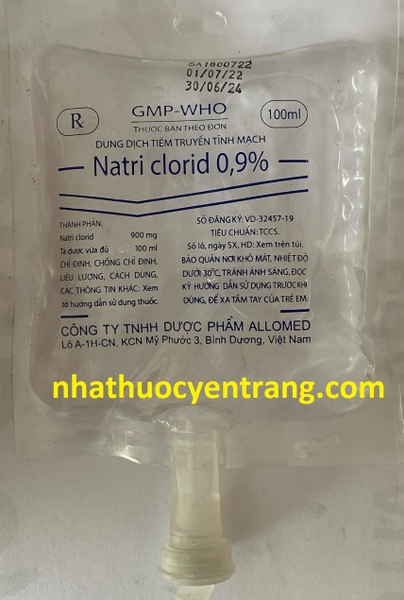 BA1800722
01/07/22
30/06/24
GMP-WHO
Rx
100ml
THUỐC BÁN THEO ĐƠN
DUNG DỊCH TIÊM TRUYỀN TĨNH MẠCH
Natri clorid 0,9%
THÀNH PHẦN:
Natri clorid 900 mg
Tá dược vừa đủ 100 ml
CHỈ ĐỊNH, CHỐNG CHỈ ĐỊNH,
LIỀU LƯỢNG, CÁCH DÙNG,
CÁC THÔNG TIN KHÁC: Xem
tờ hướng dẫn sử dụng thuốc.
SỐ ĐĂNG KÝ: VD-32457-19
TIÊU CHUẨN: TCCS.
Số lô, ngày SX, HD: Xem trên túi.
BẢO QUẢN NƠI KHÔ MÁT, NHIỆT ĐỘ
DƯỚI 30°C, TRÁNH ÁNH SÁNG, ĐỌC
KỸ HƯỚNG DẪN SỬ DỤNG TRƯỚC KHI
DÙNG, ĐỂ XA TẦM TAY CỦA TRẺ EM.
CÔNG TY TNHH DƯỢC PHẨM ALLOMED
Lô A-1H-CN, KCN Mỹ Phước 3, Bình Dương, Việt Nam
nhathuocyentrang.com